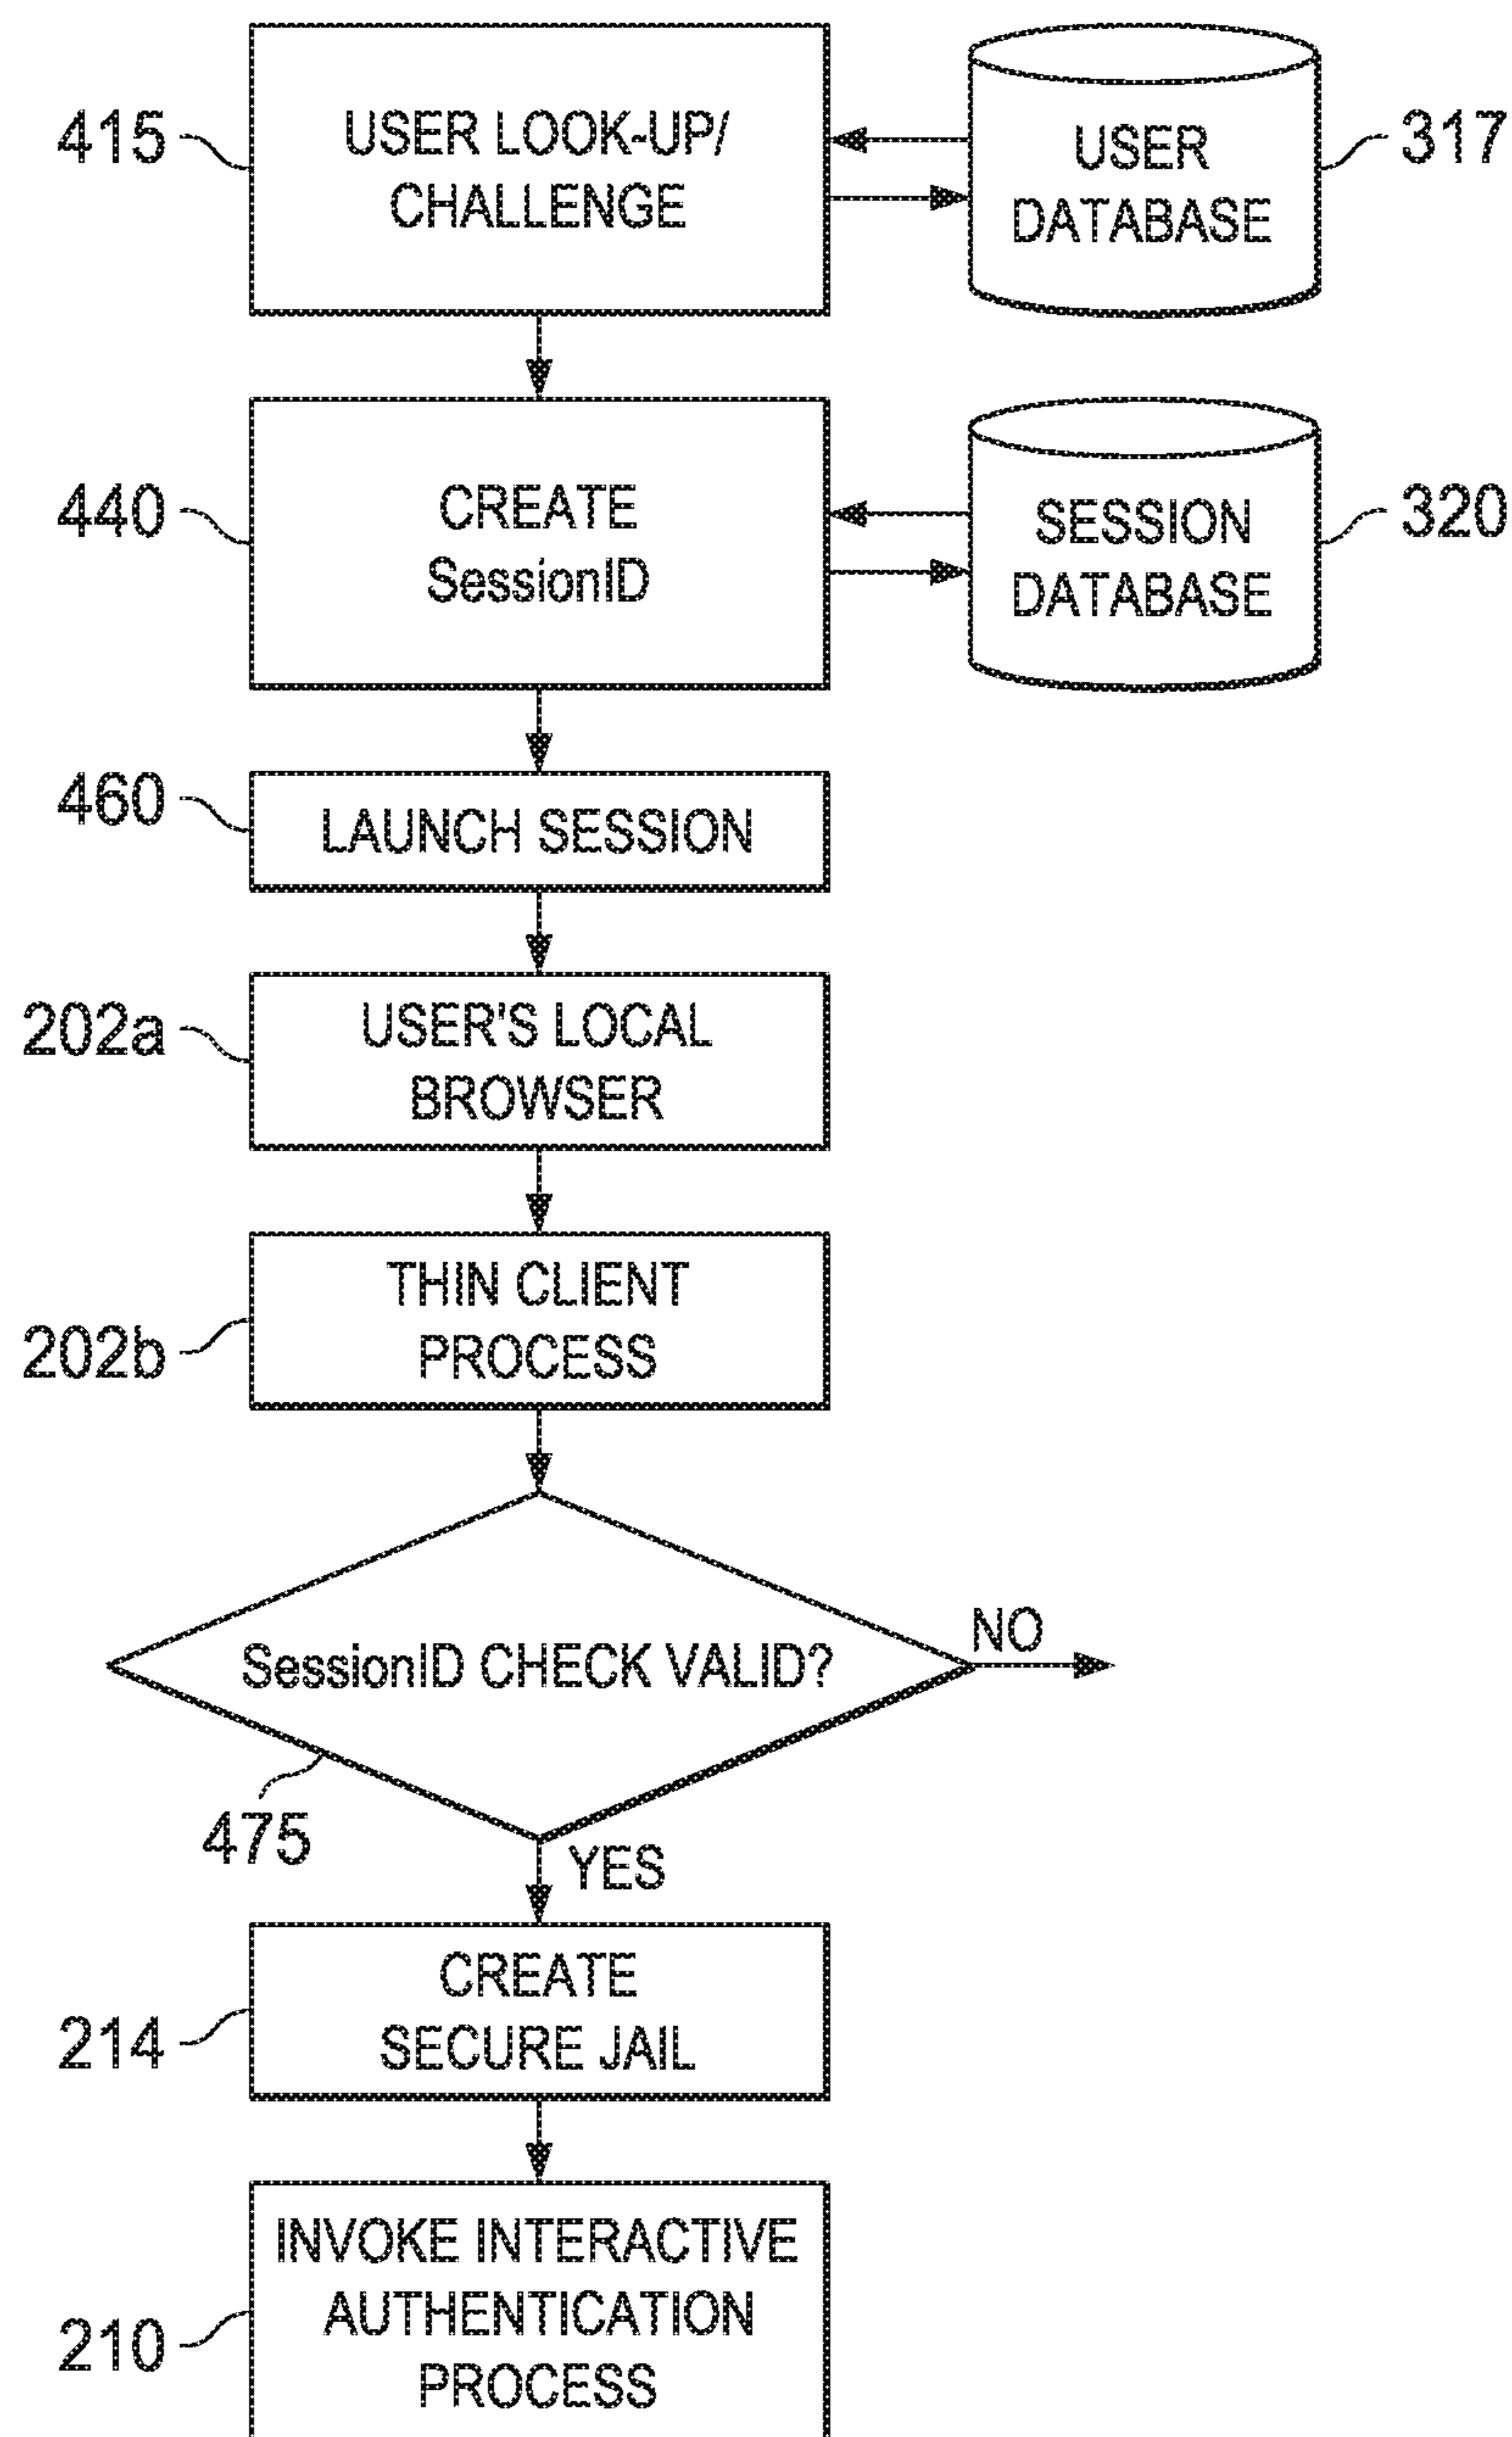 415
USER LOOK-UP/
CHALLENGE
USER
DATABASE
317
440
CREATE
SessionID
SESSION
DATABASE
320
460
LAUNCH SESSION
202a
USER'S LOCAL
BROWSER
202b
THIN CLIENT
PROCESS
SessionID CHECK VALID?
NO
475
YES
214
CREATE
SECURE JAIL
210
INVOKE INTERACTIVE
AUTHENTICATION
PROCESS